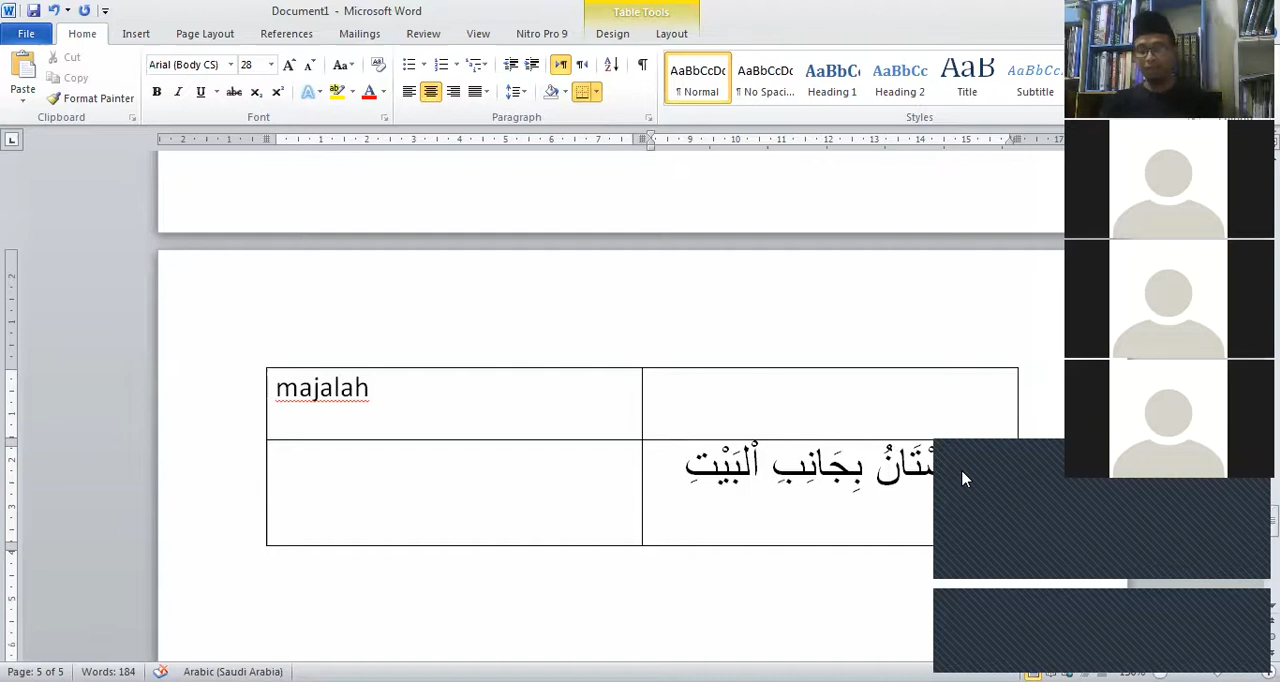 Document1 - Microsoft Word
Table Tools
File Home Insert Page Layout References Mailings Review View Nitro Pro 9 Design Layout
Paste
Cut
Copy
Format Painter
Clipboard
Arial (Body CS) 28
Font
Paragraph
AaBbCcDc AaBbCcDc AaBbCc AaBbCc AaB AaBbCc
¶ Normal ¶ No Spaci... Heading 1 Heading 2 Title Subtitle
Styles
majalah
بِجَانِبِ اْلبَيْتِ
Page: 5 of 5 Words: 184 Arabic (Saudi Arabia)